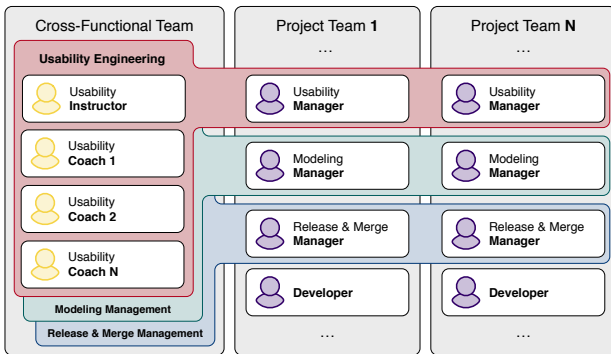 Cross-Functional Team
Usability Engineering
Usability
Instructor
Usability
Coach 1
Usability
Coach 2
Usability
Coach N
Modeling Management
Release & Merge Management
Project Team 1
...
Usability
Manager
Modeling
Manager
Release & Merge
Manager
Developer
...
Project Team N
...
Usability
Manager
Modeling
Manager
Release & Merge
Manager
Developer
...